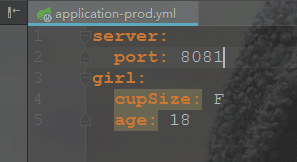 application-prod.yml
1 server:
2 port: 8081
3 girl:
4 cupSize: F
5 age: 18